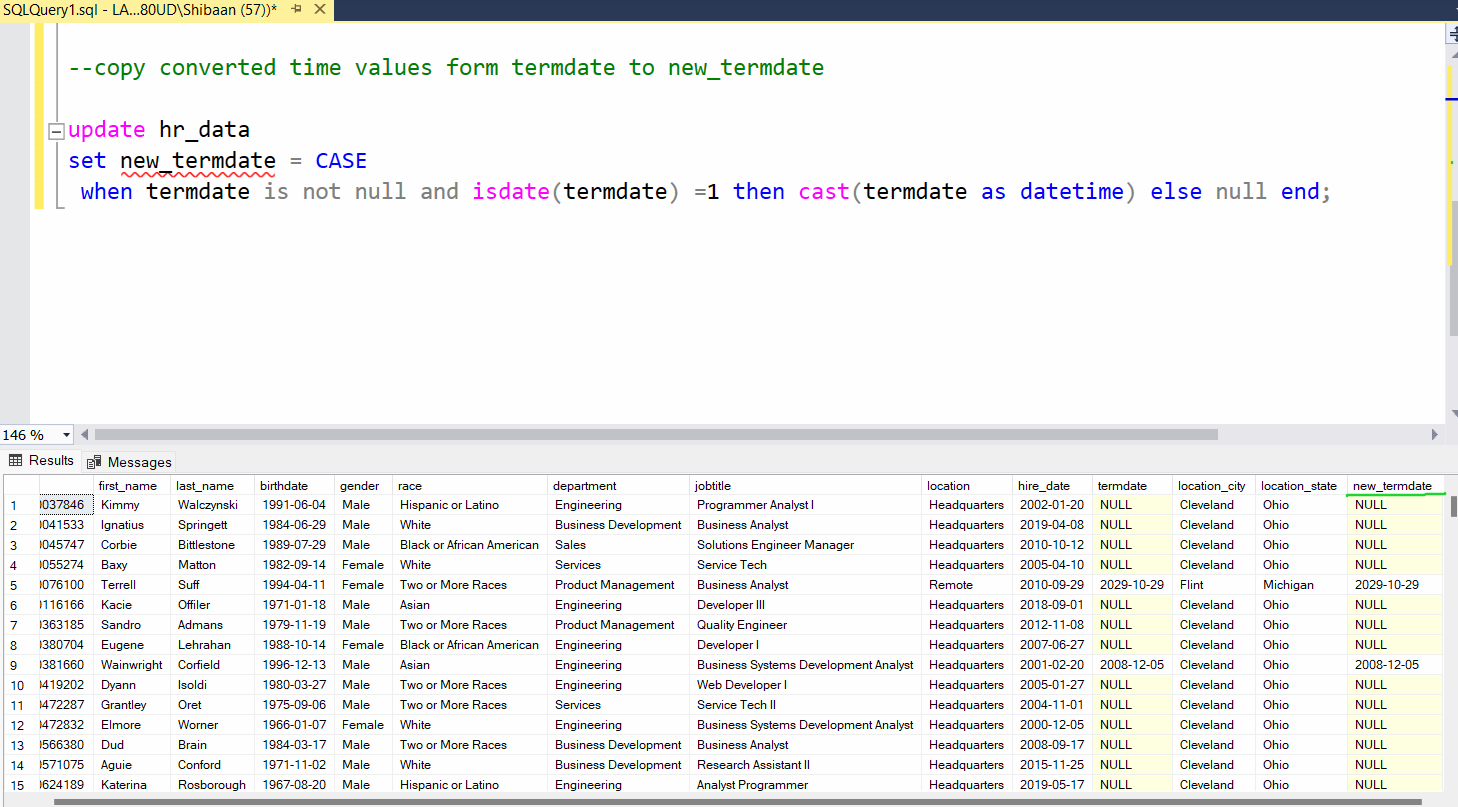 SQLQuery1.sql - LA...80UD\Shibaan (57))*
--copy converted time values form termdate to new_termdate
update hr_data
set new_termdate = CASE
when termdate is not null and isdate(termdate) =1 then cast(termdate as datetime) else null end;
146 %
Results Messages
first_name last_name birthdate gender race department jobtitle location hire_date termdate location_city location_state new_termdate
1 037846 Kimmy Walczynski 1991-06-04 Male Hispanic or Latino Engineering Programmer Analyst I Headquarters 2002-01-20 NULL Cleveland Ohio NULL
2 041533 Ignatius Springett 1984-06-29 Male White Business Development Business Analyst Headquarters 2019-04-08 NULL Cleveland Ohio NULL
3 045747 Corbie Bittlestone 1989-07-29 Male Black or African American Sales Solutions Engineer Manager Headquarters 2010-10-12 NULL Cleveland Ohio NULL
4 055274 Baxy Matton 1982-09-14 Female White Services Service Tech Headquarters 2005-04-10 NULL Cleveland Ohio NULL
5 076100 Terrell Suff 1994-04-11 Female Two or More Races Product Management Business Analyst Remote 2010-09-29 2029-10-29 Flint Michigan 2029-10-29
6 116166 Kacie Offiler 1971-01-18 Male Asian Engineering Developer III Headquarters 2018-09-01 NULL Cleveland Ohio NULL
7 363185 Sandro Admans 1979-11-19 Male Two or More Races Product Management Quality Engineer Headquarters 2012-11-08 NULL Cleveland Ohio NULL
8 380704 Eugene Lehrahan 1988-10-14 Female Black or African American Engineering Developer I Headquarters 2007-06-27 NULL Cleveland Ohio NULL
9 381660 Wainwright Corfield 1996-12-13 Male Asian Engineering Business Systems Development Analyst Headquarters 2001-02-20 2008-12-05 Cleveland Ohio 2008-12-05
10 419202 Dyann Isoldi 1980-03-27 Male Two or More Races Engineering Web Developer I Headquarters 2005-01-27 NULL Cleveland Ohio NULL
11 472287 Grantley Oret 1975-09-06 Male Two or More Races Services Service Tech II Headquarters 2004-11-01 NULL Cleveland Ohio NULL
12 472832 Elmore Worner 1966-01-07 Female White Engineering Business Systems Development Analyst Headquarters 2000-12-05 NULL Cleveland Ohio NULL
13 566380 Dud Brain 1984-03-17 Male Two or More Races Business Development Business Analyst Headquarters 2008-09-17 NULL Cleveland Ohio NULL
14 571075 Aguie Conford 1971-11-02 Male White Business Development Research Assistant II Headquarters 2015-11-25 NULL Cleveland Ohio NULL
15 624189 Katerina Rosborough 1967-08-20 Male Hispanic or Latino Engineering Analyst Programmer Headquarters 2019-05-17 NULL Cleveland Ohio NULL